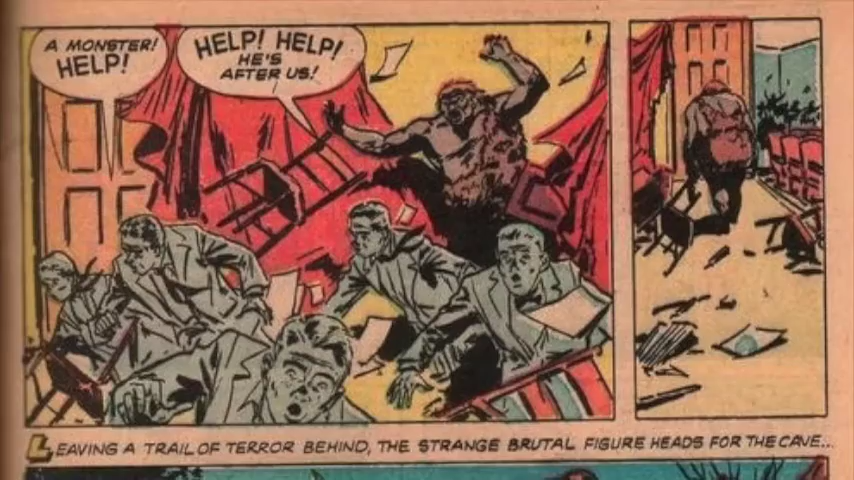 A MONSTER!
HELP!
HELP! HELP!
HE'S
AFTER US!
LEAVING A TRAIL OF TERROR BEHIND, THE STRANGE BRUTAL FIGURE HEADS FOR THE CAVE...